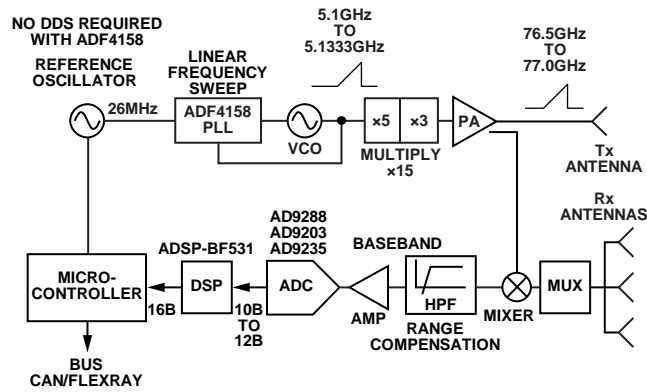 NO DDS REQUIRED
WITH ADF4158
REFERENCE
OSCILLATOR
26MHz
LINEAR
FREQUENCY
SWEEP
ADF4158
PLL
VCO
5.1GHz
TO
5.1333GHz
×5
×3
MULTIPLY
×15
PA
76.5GHz
TO
77.0GHz
Tx
ANTENNA
Rx
ANTENNAS
MICRO-
CONTROLLER
16B
ADSP-BF531
DSP
10B
TO
12B
AD9288
AD9203
AD9235
ADC
BASEBAND
AMP
HPF
RANGE
COMPENSATION
MIXER
MUX
BUS
CAN/FLEXRAY